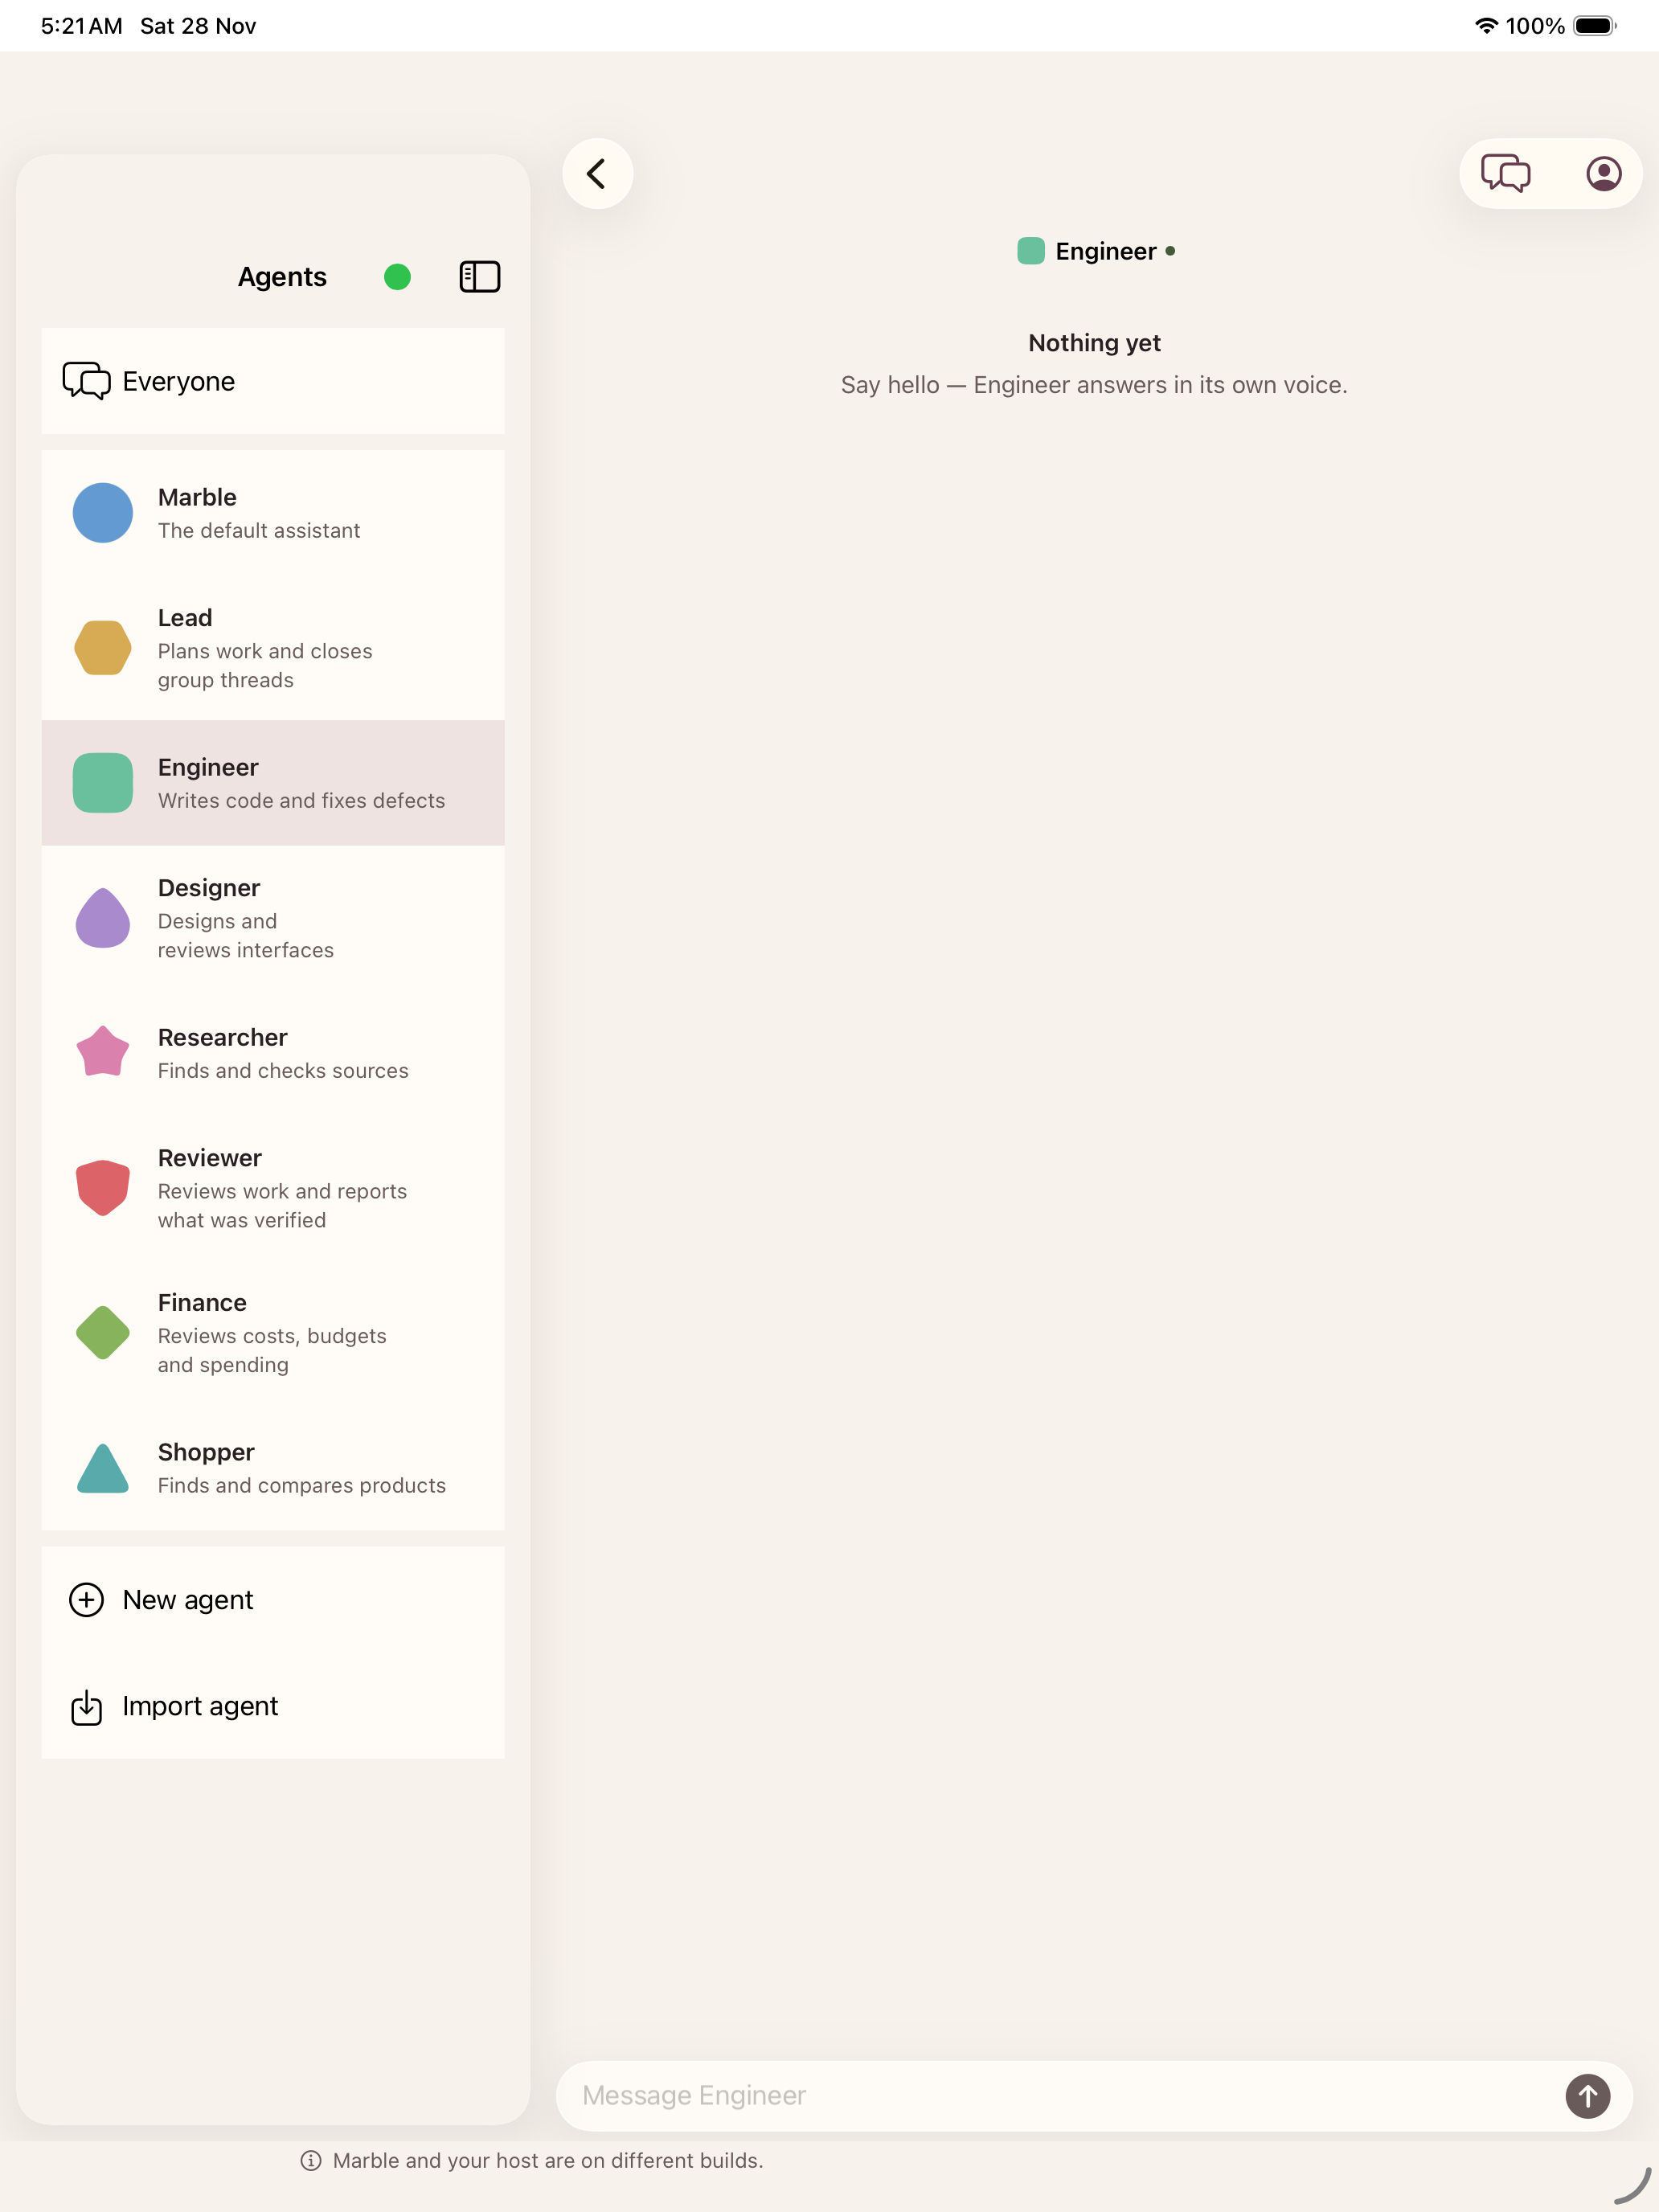 5:21 AM Sat 28 Nov
100%
Agents
Everyone
Marble
The default assistant
Lead
Plans work and closes
group threads
Engineer
Writes code and fixes defects
Designer
Designs and
reviews interfaces
Researcher
Finds and checks sources
Reviewer
Reviews work and reports
what was verified
Finance
Reviews costs, budgets
and spending
Shopper
Finds and compares products
New agent
Import agent
Engineer
Nothing yet
Say hello — Engineer answers in its own voice.
Message Engineer
Marble and your host are on different builds.